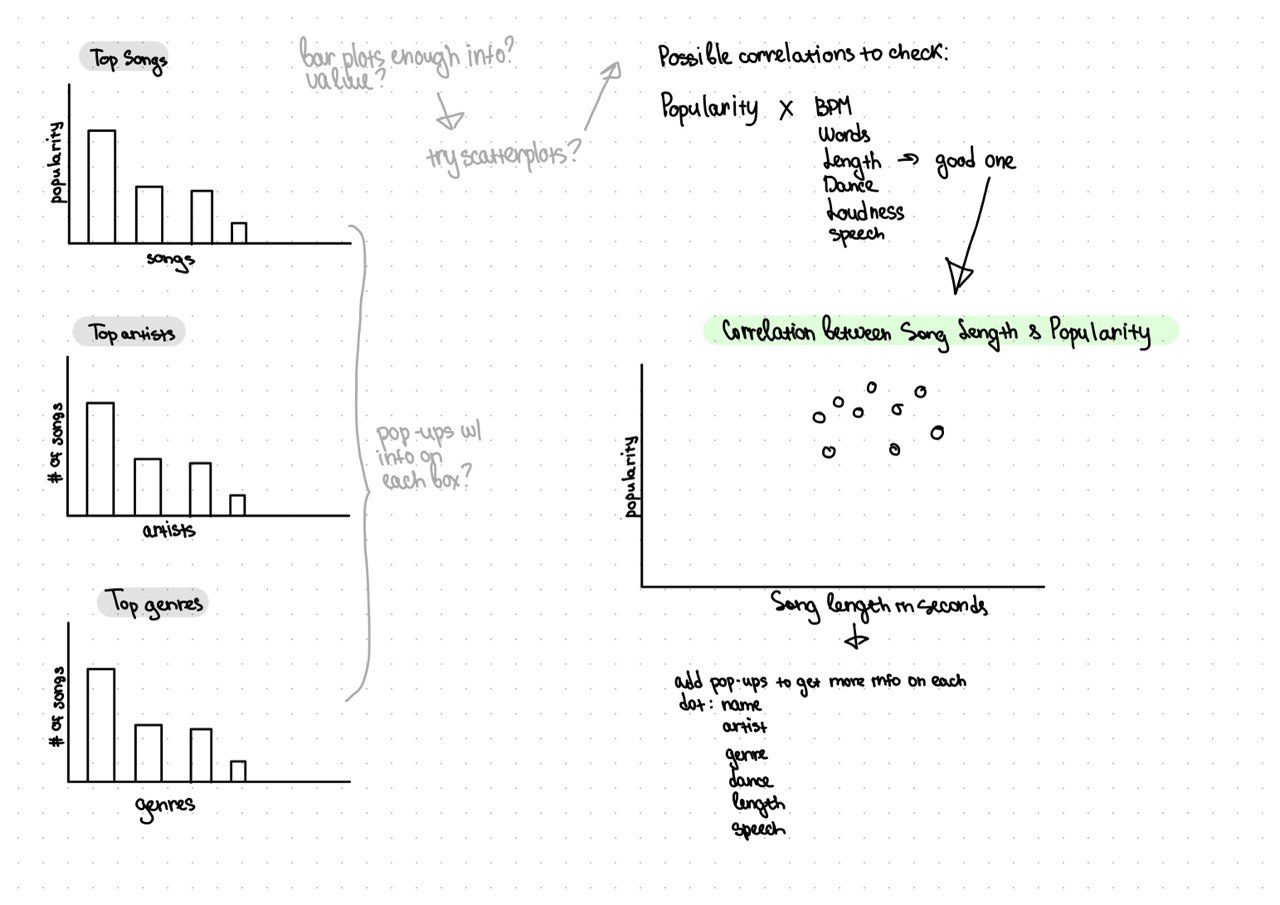 Top Songs
popularity
songs
bar plots enough info?
value?
try scatterplots?
Top artists
# of songs
artists
pop-ups w/
info on
each box?
Top genres
# of songs
genres
Possible correlations to check:
Popularity x BPM
Words
Length → good one
Dance
Loudness
speech
Correlation between Song Length & Popularity
popularity
Song length in seconds
add pop-ups to get more info on each
dot: name
artist
genre
dance
length
speech